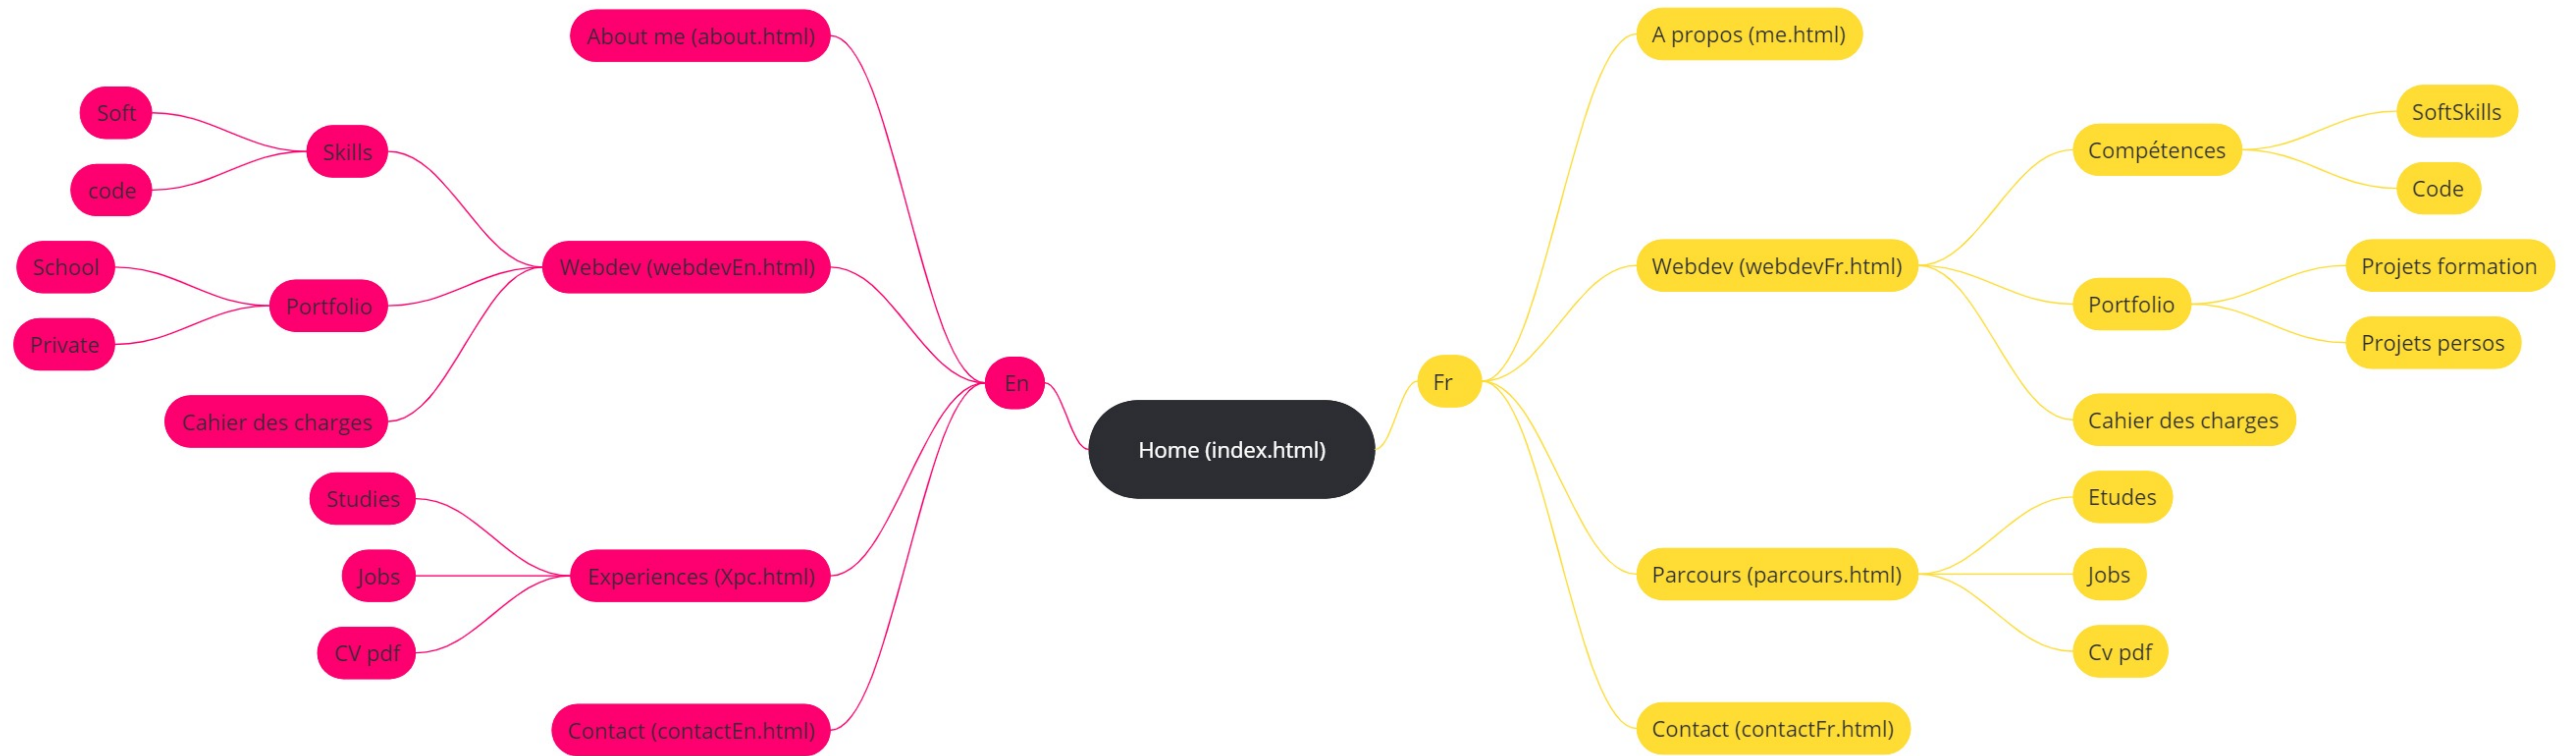 Home (index.html)
En
About me (about.html)
Webdev (webdevEn.html)
Skills
Soft
code
Portfolio
School
Private
Cahier des charges
Experiences (Xpc.html)
Studies
Jobs
CV pdf
Contact (contactEn.html)
Fr
A propos (me.html)
Webdev (webdevFr.html)
Compétences
SoftSkills
Code
Portfolio
Projets formation
Projets persos
Cahier des charges
Parcours (parcours.html)
Etudes
Jobs
Cv pdf
Contact (contactFr.html)